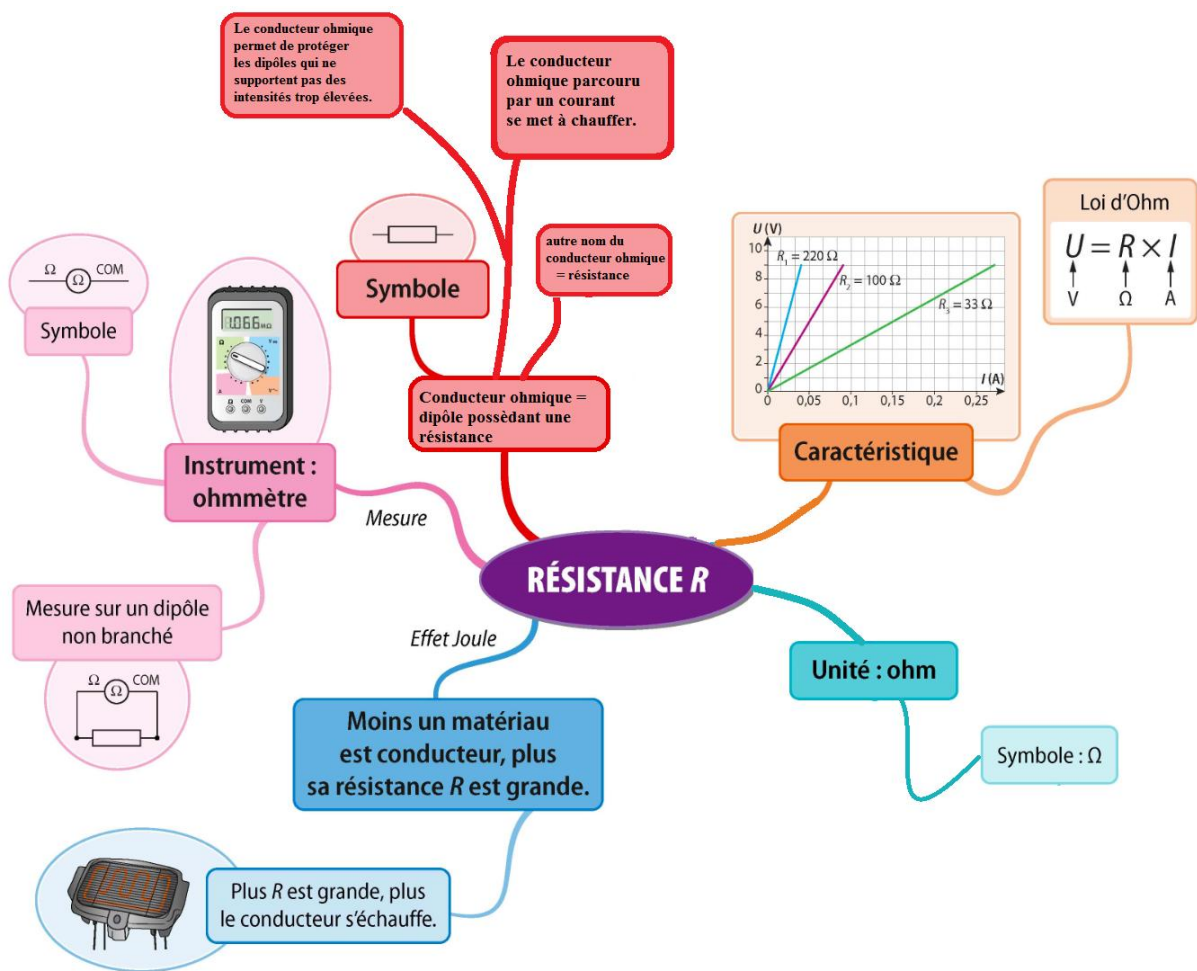 Le conducteur ohmique
permet de protéger
les dipôles qui ne
supportent pas des
intensités trop élevées.
Le conducteur
ohmique parcouru
par un courant
se met à chauffer.
autre nom du
conducteur ohmique
= résistance
Symbole
Conducteur ohmique =
dipôle possèdant une
résistance
Ω Ω COM
Symbole
1.066 MΩ
Ω V
A V
Ω COM V
Instrument :
ohmmètre
Mesure
Mesure sur un dipôle
non branché
Ω Ω COM
U (V)
10
8
6
4
2
0
R1 = 220 Ω
R2 = 100 Ω
R3 = 33 Ω
I (A)
0 0,05 0,1 0,15 0,2 0,25
Caractéristique
Loi d'Ohm
U = R × I
V Ω A
RÉSISTANCE R
Unité : ohm
Symbole : Ω
Effet Joule
Moins un matériau
est conducteur, plus
sa résistance R est grande.
Plus R est grande, plus
le conducteur s'échauffe.